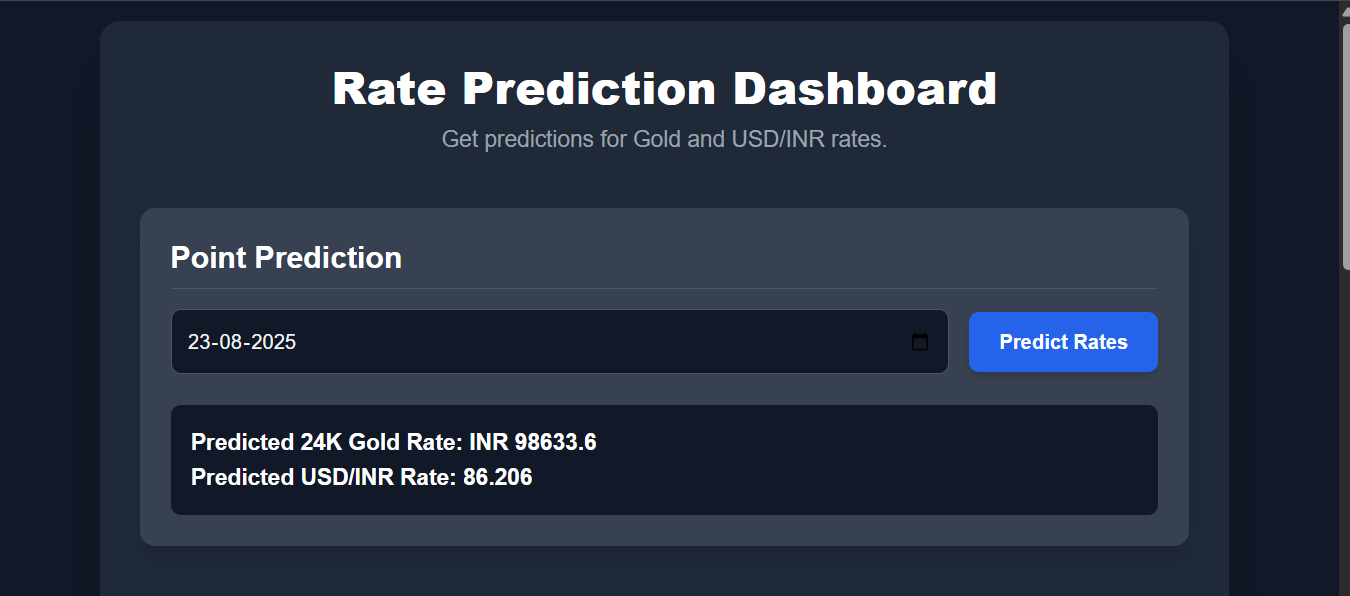 Rate Prediction Dashboard
Get predictions for Gold and USD/INR rates.
Point Prediction
23-08-2025
Predict Rates
Predicted 24K Gold Rate: INR 98633.6
Predicted USD/INR Rate: 86.206